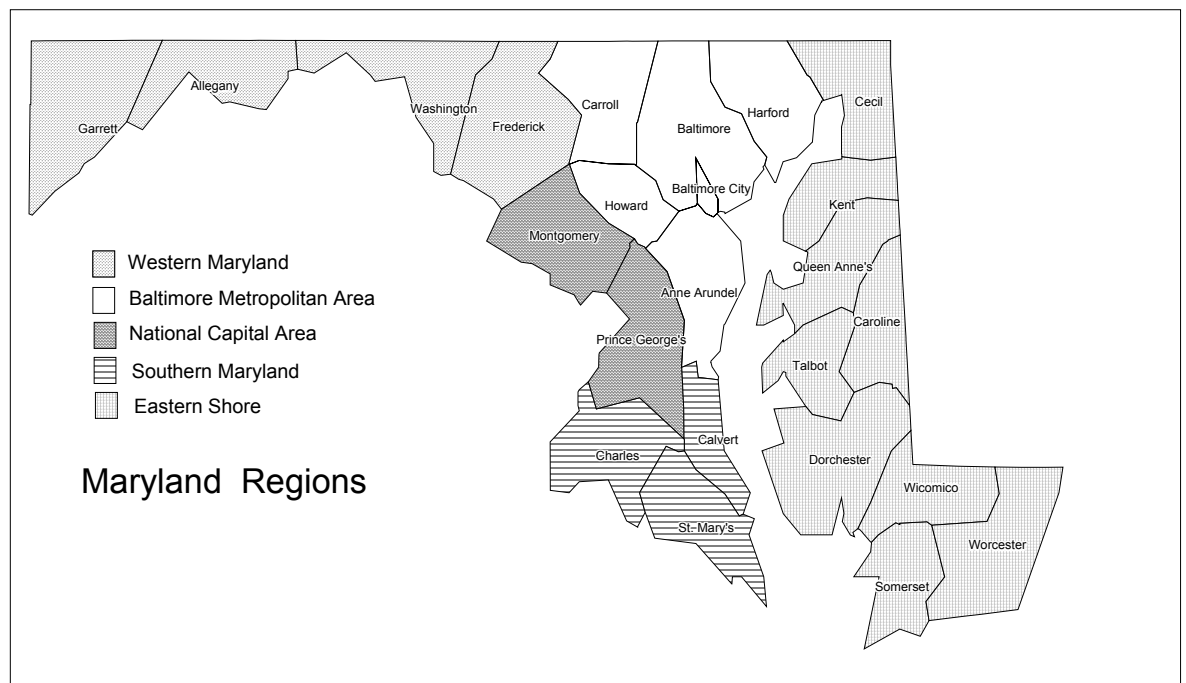 Allegany
Garrett
Washington
Frederick
Carroll
Baltimore
Harford
Cecil
Baltimore City
Howard
Montgomery
Kent
Queen Anne's
Anne Arundel
Prince George's
Caroline
Talbot
Western Maryland
Baltimore Metropolitan Area
National Capital Area
Southern Maryland
Eastern Shore
Maryland Regions
Charles
Calvert
St. Mary's
Dorchester
Wicomico
Worcester
Somerset